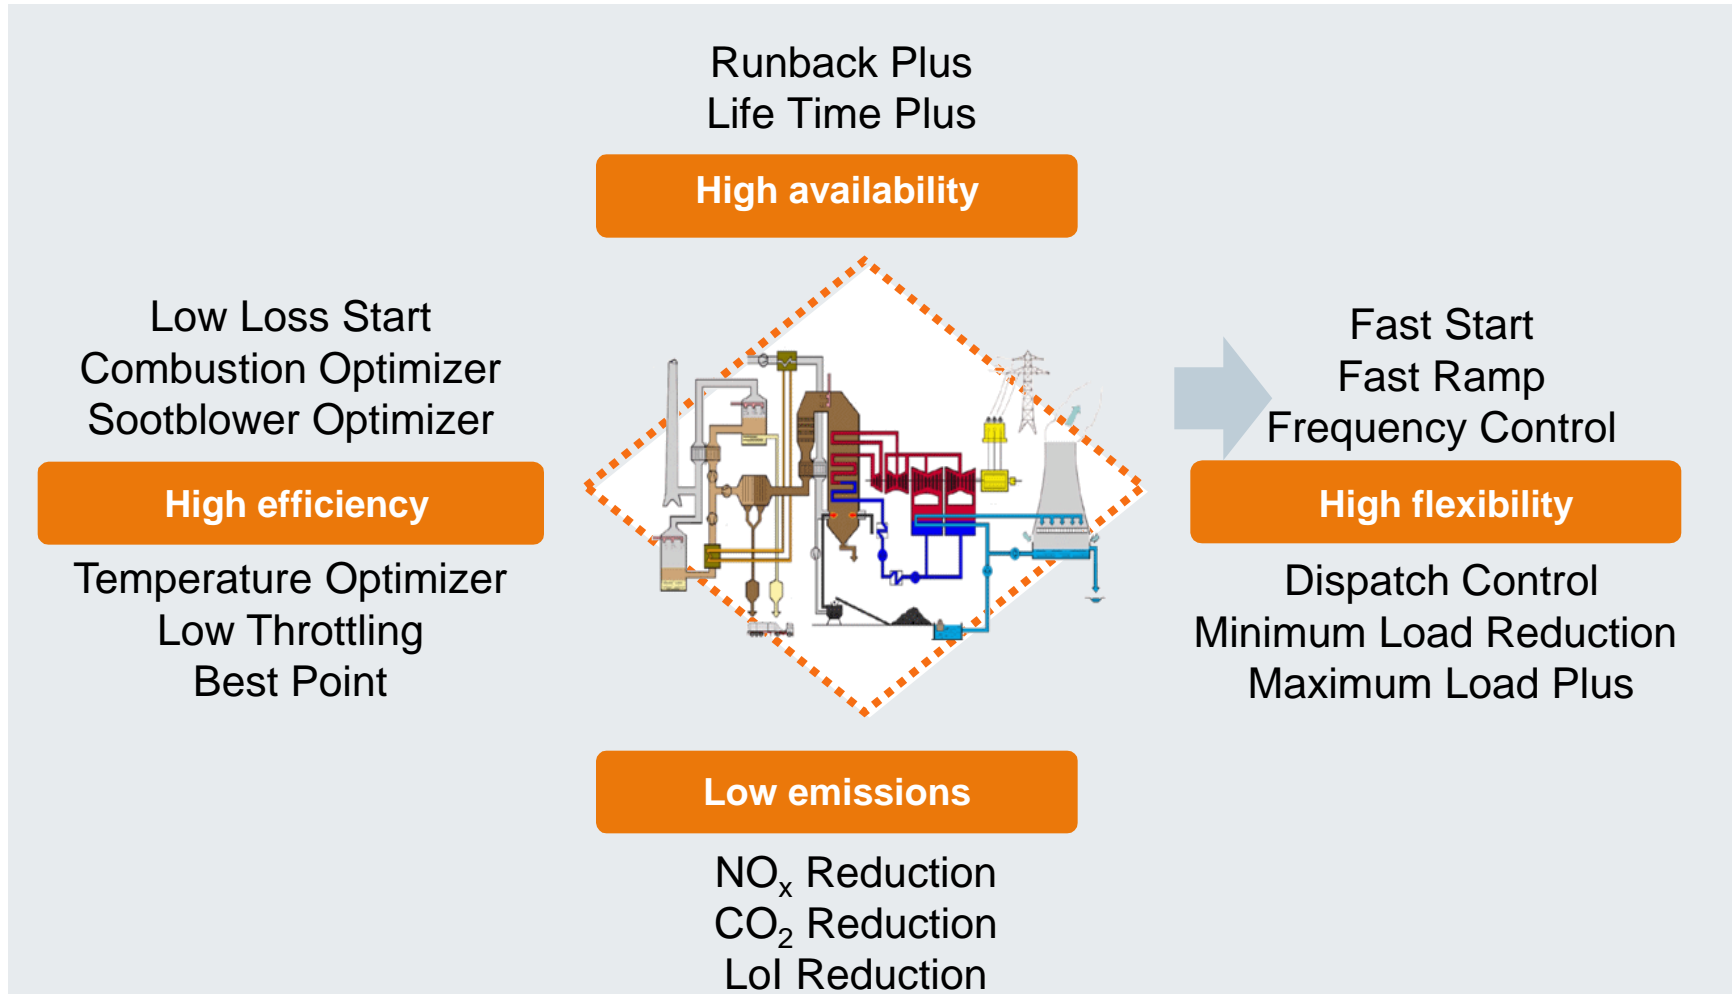 Runback Plus
Life Time Plus
High availability
Low Loss Start
Combustion Optimizer
Sootblower Optimizer
High efficiency
Temperature Optimizer
Low Throttling
Best Point
Fast Start
Fast Ramp
Frequency Control
High flexibility
Dispatch Control
Minimum Load Reduction
Maximum Load Plus
Low emissions
NOₓ Reduction
CO₂ Reduction
LoI Reduction